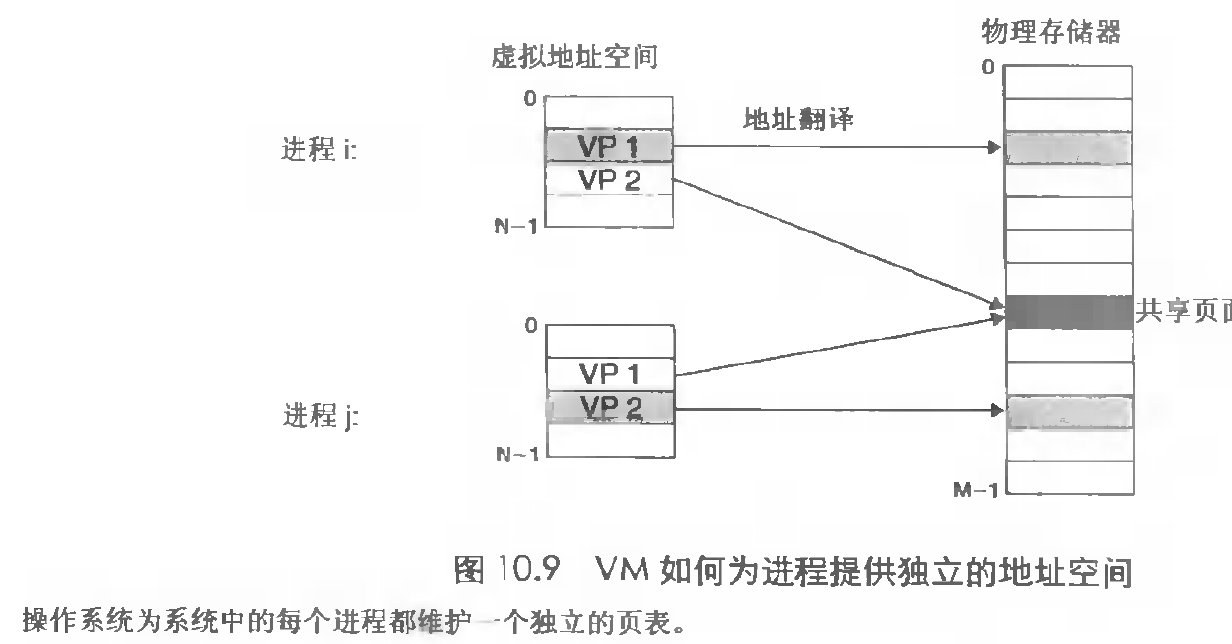 物理存储器
虚拟地址空间
0
0
地址翻译
进程 i:
VP 1
VP 2
N-1
共享页面
0
VP 1
进程 j:
VP 2
N-1
M-1
图 10.9 VM 如何为进程提供独立的地址空间
操作系统为系统中的每个进程都维护一个独立的页表。